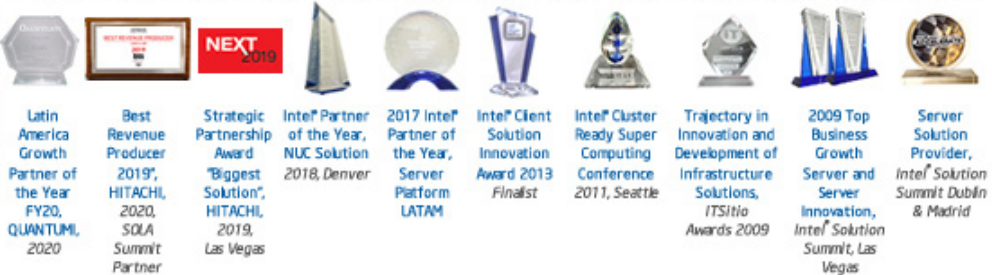 Quantum
BEST REVENUE PRODUCER
2019
NEXT
2019
Latin
America
Growth
Partner of
the Year
FY20,
QUANTUMI,
2020
Best
Revenue
Producer
2019",
HITACHI,
2020,
SOLA
Summit
Partner
Strategic
Partnership
Award
"Biggest
Solution",
HITACHI,
2019,
Las Vegas
Intel® Partner
of the Year,
NUC Solution
2018, Denver
2017 Intel®
Partner of
the Year,
Server
Platform
LATAM
Intel® Client
Solution
Innovation
Award 2013
Finalist
Intel® Cluster
Ready Super
Computing
Conference
2011, Seattle
Trajectory in
Innovation and
Development of
Infrastructure
Solutions,
ITSitio
Awards 2009
2009 Top
Business
Growth
Server and
Server
Innovation,
Intel® Solution
Summit, Las
Vegas
Server
Solution
Provider,
Intel® Solution
Summit Dublin
& Madrid